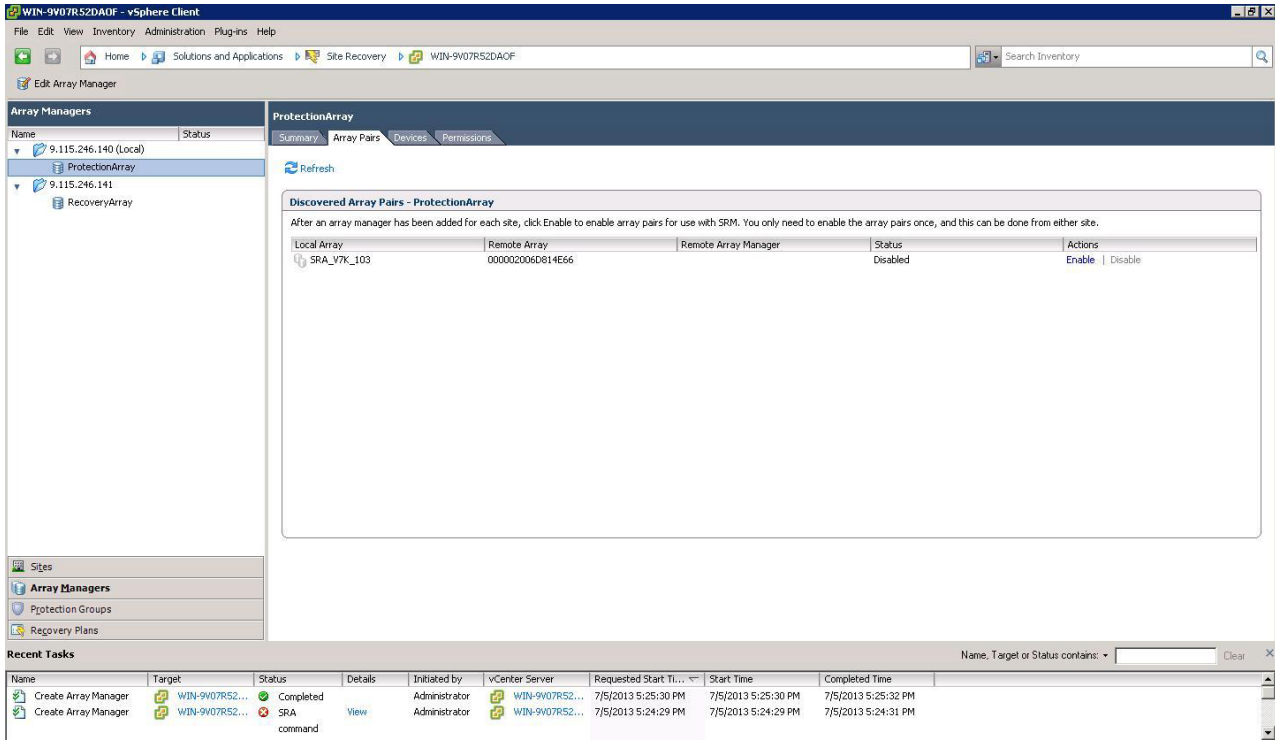 WIN-9V07R52DAOF - vSphere Client
File Edit View Inventory Administration Plug-ins Help
Home Solutions and Applications Site Recovery WIN-9V07R52DAOF Search Inventory
Edit Array Manager
Array Managers
Name Status
9.115.246.140 (Local)
ProtectionArray
9.115.246.141
RecoveryArray
ProtectionArray
Summary Array Pairs Devices Permissions
Refresh
Discovered Array Pairs - ProtectionArray
After an array manager has been added for each site, click Enable to enable array pairs for use with SRM. You only need to enable the array pairs once, and this can be done from either site.
Local Array Remote Array Remote Array Manager Status Actions
SRA_V7K_103 000002006D814E66 Disabled Enable | Disable
Sites
Array Managers
Protection Groups
Recovery Plans
Recent Tasks Name, Target or Status contains: Clear
Name Target Status Details Initiated by vCenter Server Requested Start Ti... Start Time Completed Time
Create Array Manager WIN-9V07R52... Completed Administrator WIN-9V07R52... 7/5/2013 5:25:30 PM 7/5/2013 5:25:30 PM 7/5/2013 5:25:32 PM
Create Array Manager WIN-9V07R52... SRA View Administrator WIN-9V07R52... 7/5/2013 5:24:29 PM 7/5/2013 5:24:29 PM 7/5/2013 5:24:31 PM
command